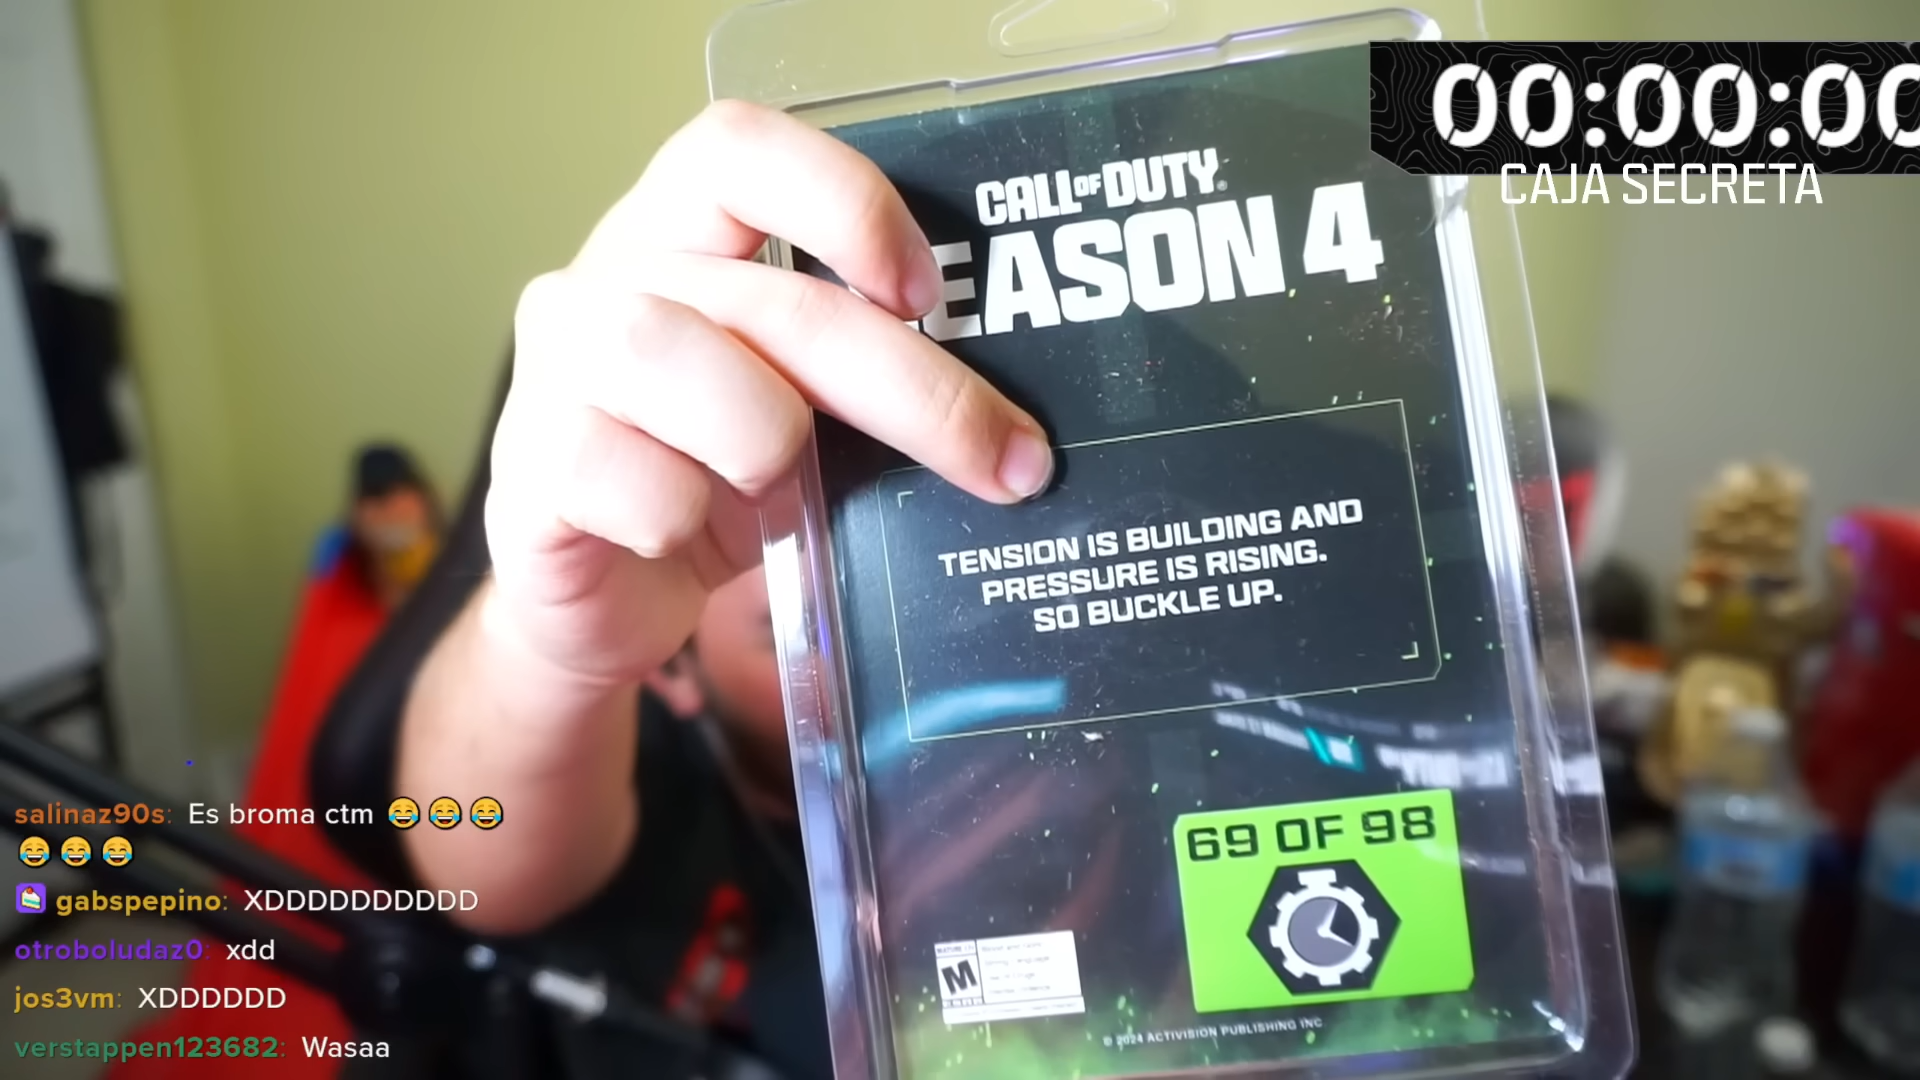 00:00:00
CAJA SECRETA
CALL OF DUTY
EASON 4
TENSION IS BUILDING AND
PRESSURE IS RISING.
SO BUCKLE UP.
69 OF 98
MATURE 17+
M
© 2024 ACTIVISION PUBLISHING INC
salinaz90s: Es broma ctm 😂😂😂
😂😂😂
gabspepino: XDDDDDDDDDD
otroboludaz0: xdd
jos3vm: XDDDDDD
verstappen123682: Wasaa